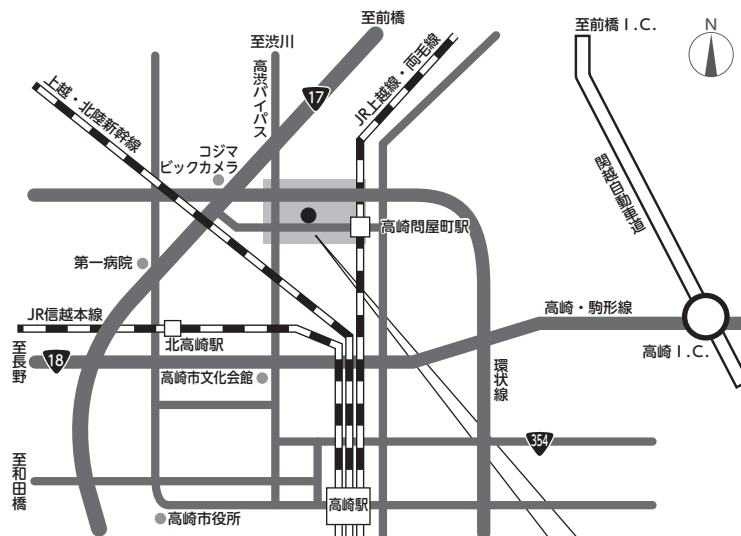 至前橋
至前橋 I.C.
N
至渋川
高渋バイパス
17
JR上越線・両毛線
上越・北陸新幹線
コジマ
ビックカメラ
関越自動車道
高崎問屋町駅
第一病院
高崎・駒形線
JR信越本線
北高崎駅
高崎 I.C.
至長野
18
高崎市文化会館
環状線
354
至和田橋
高崎駅
高崎市役所